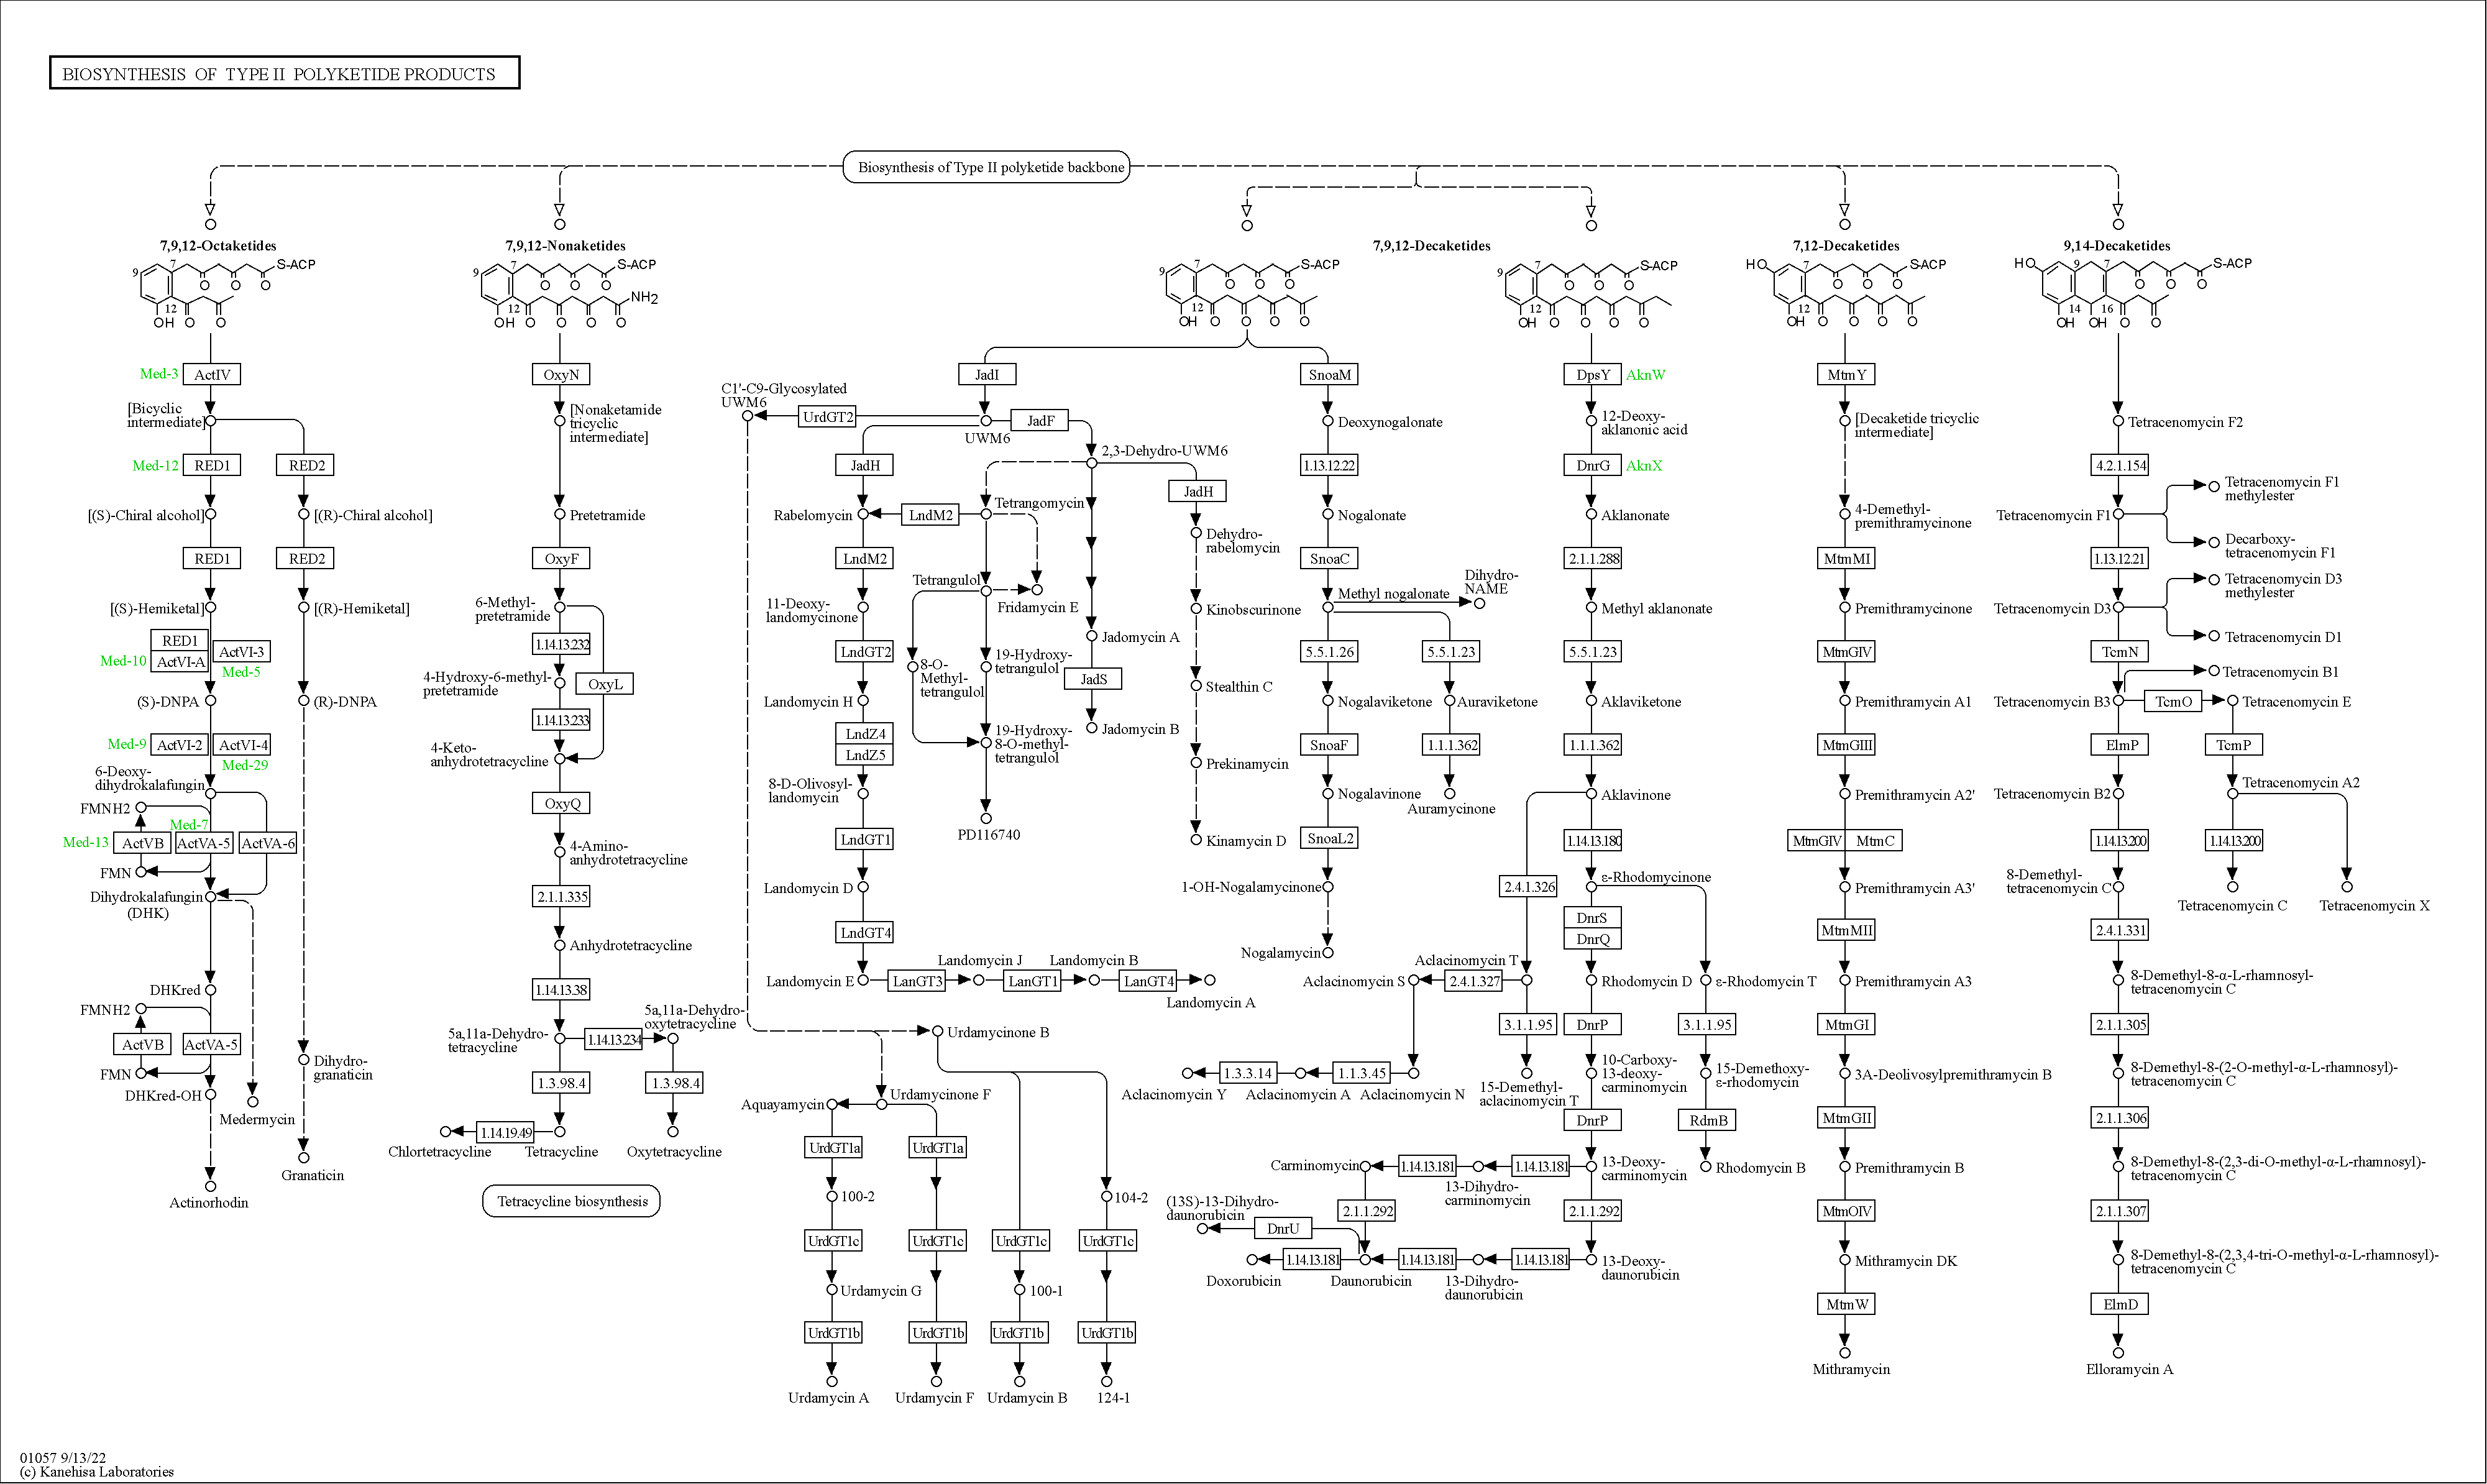 BIOSYNTHESIS OF TYPE II POLYKETIDE PRODUCTS
Biosynthesis of Type II polyketide backbone
7,9,12-Octaketides
9
7
S-ACP
O
O
O
12
OH
O
O
Med-3
ActIV
[Bicyclic
intermediate]
Med-12
RED1
RED2
[(S)-Chiral alcohol]
[(R)-Chiral alcohol]
RED1
RED2
[(S)-Hemiketal]
[(R)-Hemiketal]
RED1
Med-10
ActVI-A
ActVI-3
Med-5
(S)-DNPA
(R)-DNPA
Med-9
ActVI-2
ActVI-4
Med-29
6-Deoxy-
dihydrokalafungin
FMNH2
Med-7
Med-13
ActVB
ActVA-5
ActVA-6
FMN
Dihydrokalafungin
(DHK)
DHKred
FMNH2
ActVB
ActVA-5
FMN
DHKred-OH
Medermycin
Dihydro-
granaticin
Granaticin
Actinorhodin
7,9,12-Nonaketides
9
7
S-ACP
O
O
O
NH2
12
OH
O
O
O
O
OxyN
[Nonaketamide
tricyclic
intermediate]
Pretetramide
OxyF
6-Methyl-
pretetramide
1.14.13.232
4-Hydroxy-6-methyl-
pretetramide
OxyL
1.14.13.233
4-Keto-
anhydrotetracycline
OxyQ
4-Amino-
anhydrotetracycline
2.1.1.335
Anhydrotetracycline
1.14.13.38
5a,11a-Dehydro-
tetracycline
1.14.13.234
5a,11a-Dehydro-
oxytetracycline
1.3.98.4
1.3.98.4
Chlortetracycline
1.14.19.49
Tetracycline
Oxytetracycline
Tetracycline biosynthesis
7,9,12-Decaketides
9
7
S-ACP
O
O
O
12
OH
O
O
O
O
9
7
S-ACP
O
O
O
12
OH
O
O
O
O
JadI
C1'-C9-Glycosylated
UWM6
UrdGT2
UWM6
JadF
2,3-Dehydro-UWM6
JadH
JadH
Rabelomycin
LndM2
Tetrangomycin
Dehydro-
rabelomycin
LndM2
Tetrangulol
Fridamycin E
11-Deoxy-
landomycinone
Kinobscurinone
Jadomycin A
LndGT2
8-O-
Methyl-
tetrangulol
19-Hydroxy-
tetrangulol
JadS
Stealthin C
Landomycin H
Jadomycin B
LndZ4
LndZ5
19-Hydroxy-
8-O-methyl-
tetrangulol
Prekinamycin
8-D-Olivosyl-
landomycin
PD116740
Kinamycin D
LndGT1
Landomycin D
LndGT4
Landomycin E
LanGT3
Landomycin J
LanGT1
Landomycin B
LanGT4
Landomycin A
Urdamycinone B
Aquayamycin
Urdamycinone F
UrdGT1a
UrdGT1a
100-2
104-2
UrdGT1c
UrdGT1c
UrdGT1c
UrdGT1c
Urdamycin G
100-1
UrdGT1b
UrdGT1b
UrdGT1b
UrdGT1b
Urdamycin A
Urdamycin F
Urdamycin B
124-1
SnoaM
Deoxynogalonate
1.13.12.22
Nogalonate
SnoaC
Methyl nogalonate
Dihydro-
NAME
5.5.1.26
5.5.1.23
Nogalaviketone
Auraviketone
SnoaF
1.1.1.362
Nogalavinone
Auramycinone
SnoaL2
1-OH-Nogalamycinone
Nogalamycin
DpsY
AknW
12-Deoxy-
aklanonic acid
DnrG
AknX
Aklanonate
2.1.1.288
Methyl aklanonate
5.5.1.23
Aklaviketone
1.1.1.362
Aklavinone
1.14.13.180
2.4.1.326
ε-Rhodomycinone
DnrS
DnrQ
Aclacinomycin S
2.4.1.327
Aclacinomycin T
Rhodomycin D
ε-Rhodomycin T
3.1.1.95
DnrP
3.1.1.95
Aclacinomycin Y
1.3.3.14
Aclacinomycin A
1.1.3.45
Aclacinomycin N
15-Demethyl-
aclacinomycin T
10-Carboxy-
13-deoxy-
carminomycin
15-Demethoxy-
ε-rhodomycin
DnrP
RdmB
Carminomycin
1.14.13.181
13-Dihydro-
carminomycin
1.14.13.181
13-Deoxy-
carminomycin
Rhodomycin B
(13S)-13-Dihydro-
daunorubicin
DnrU
2.1.1.292
2.1.1.292
Doxorubicin
1.14.13.181
Daunorubicin
1.14.13.181
13-Dihydro-
daunorubicin
1.14.13.181
13-Deoxy-
daunorubicin
7,12-Decaketides
HO
7
S-ACP
O
O
O
12
OH
O
O
O
O
MtmY
[Decaketide tricyclic
intermediate]
4-Demethyl-
premithramycinone
MtmMI
Premithramycinone
MtmGIV
Premithramycin A1
MtmGIII
Premithramycin A2'
MtmGIV
MtmC
Premithramycin A3'
MtmMII
Premithramycin A3
MtmGI
3A-Deolivosylpremithramycin B
MtmGII
Premithramycin B
MtmOIV
Mithramycin DK
MtmW
Mithramycin
9,14-Decaketides
HO
9
7
S-ACP
O
O
O
14
16
OH
OH
O
O
Tetracenomycin F2
4.2.1.154
Tetracenomycin F1
Tetracenomycin F1
methylester
Decarboxy-
tetracenomycin F1
1.13.12.21
Tetracenomycin D3
Tetracenomycin D3
methylester
Tetracenomycin D1
TcmN
Tetracenomycin B1
Tetracenomycin B3
TcmO
Tetracenomycin E
ElmP
TcmP
Tetracenomycin B2
Tetracenomycin A2
1.14.13.200
1.14.13.200
8-Demethyl-
tetracenomycin C
Tetracenomycin C
Tetracenomycin X
2.4.1.331
8-Demethyl-8-α-L-rhamnosyl-
tetracenomycin C
2.1.1.305
8-Demethyl-8-(2-O-methyl-α-L-rhamnosyl)-
tetracenomycin C
2.1.1.306
8-Demethyl-8-(2,3-di-O-methyl-α-L-rhamnosyl)-
tetracenomycin C
2.1.1.307
8-Demethyl-8-(2,3,4-tri-O-methyl-α-L-rhamnosyl)-
tetracenomycin C
ElmD
Elloramycin A
01057 9/13/22
(c) Kanehisa Laboratories